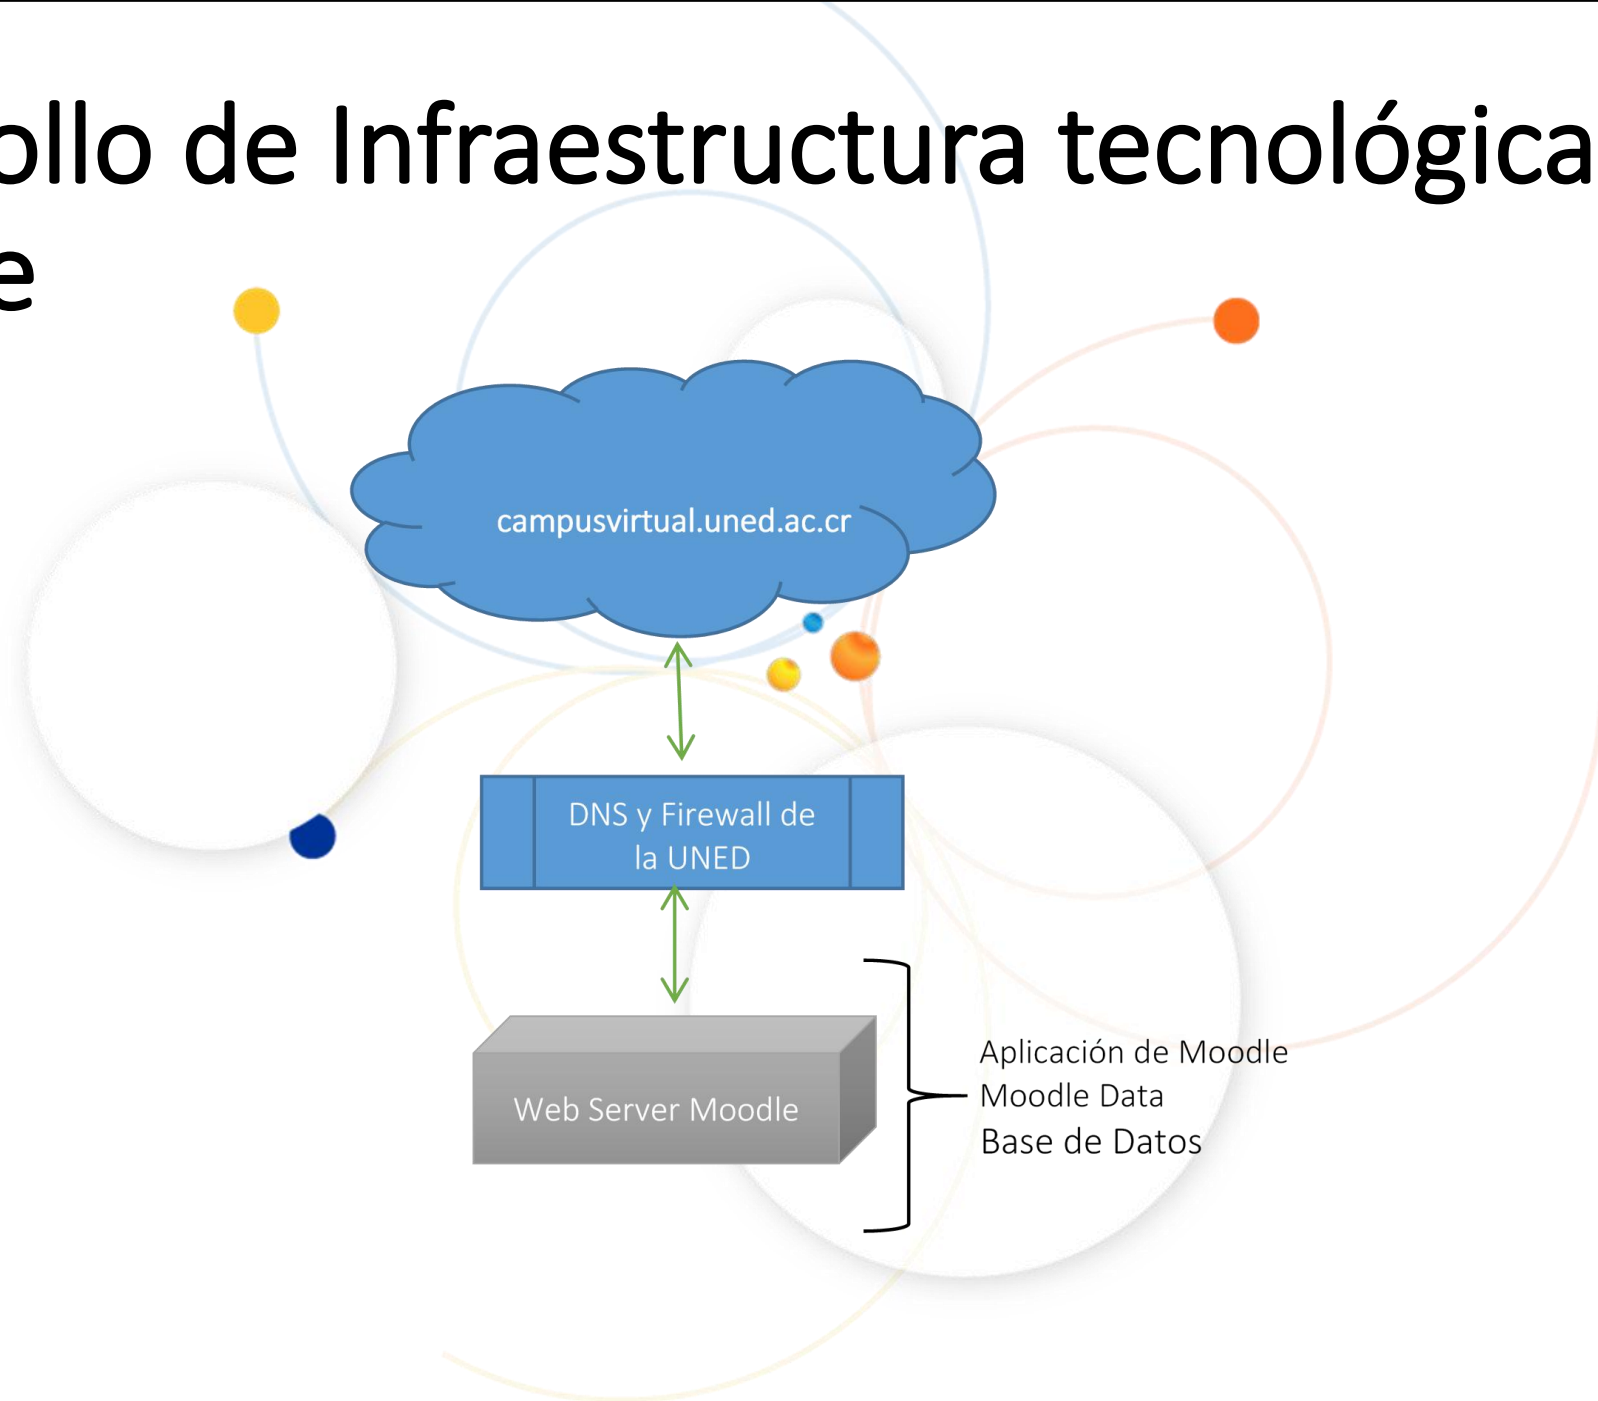 ollo de Infraestructura tecnológica
e
campusvirtual.uned.ac.cr
DNS y Firewall de
la UNED
Web Server Moodle
Aplicación de Moodle
Moodle Data
Base de Datos